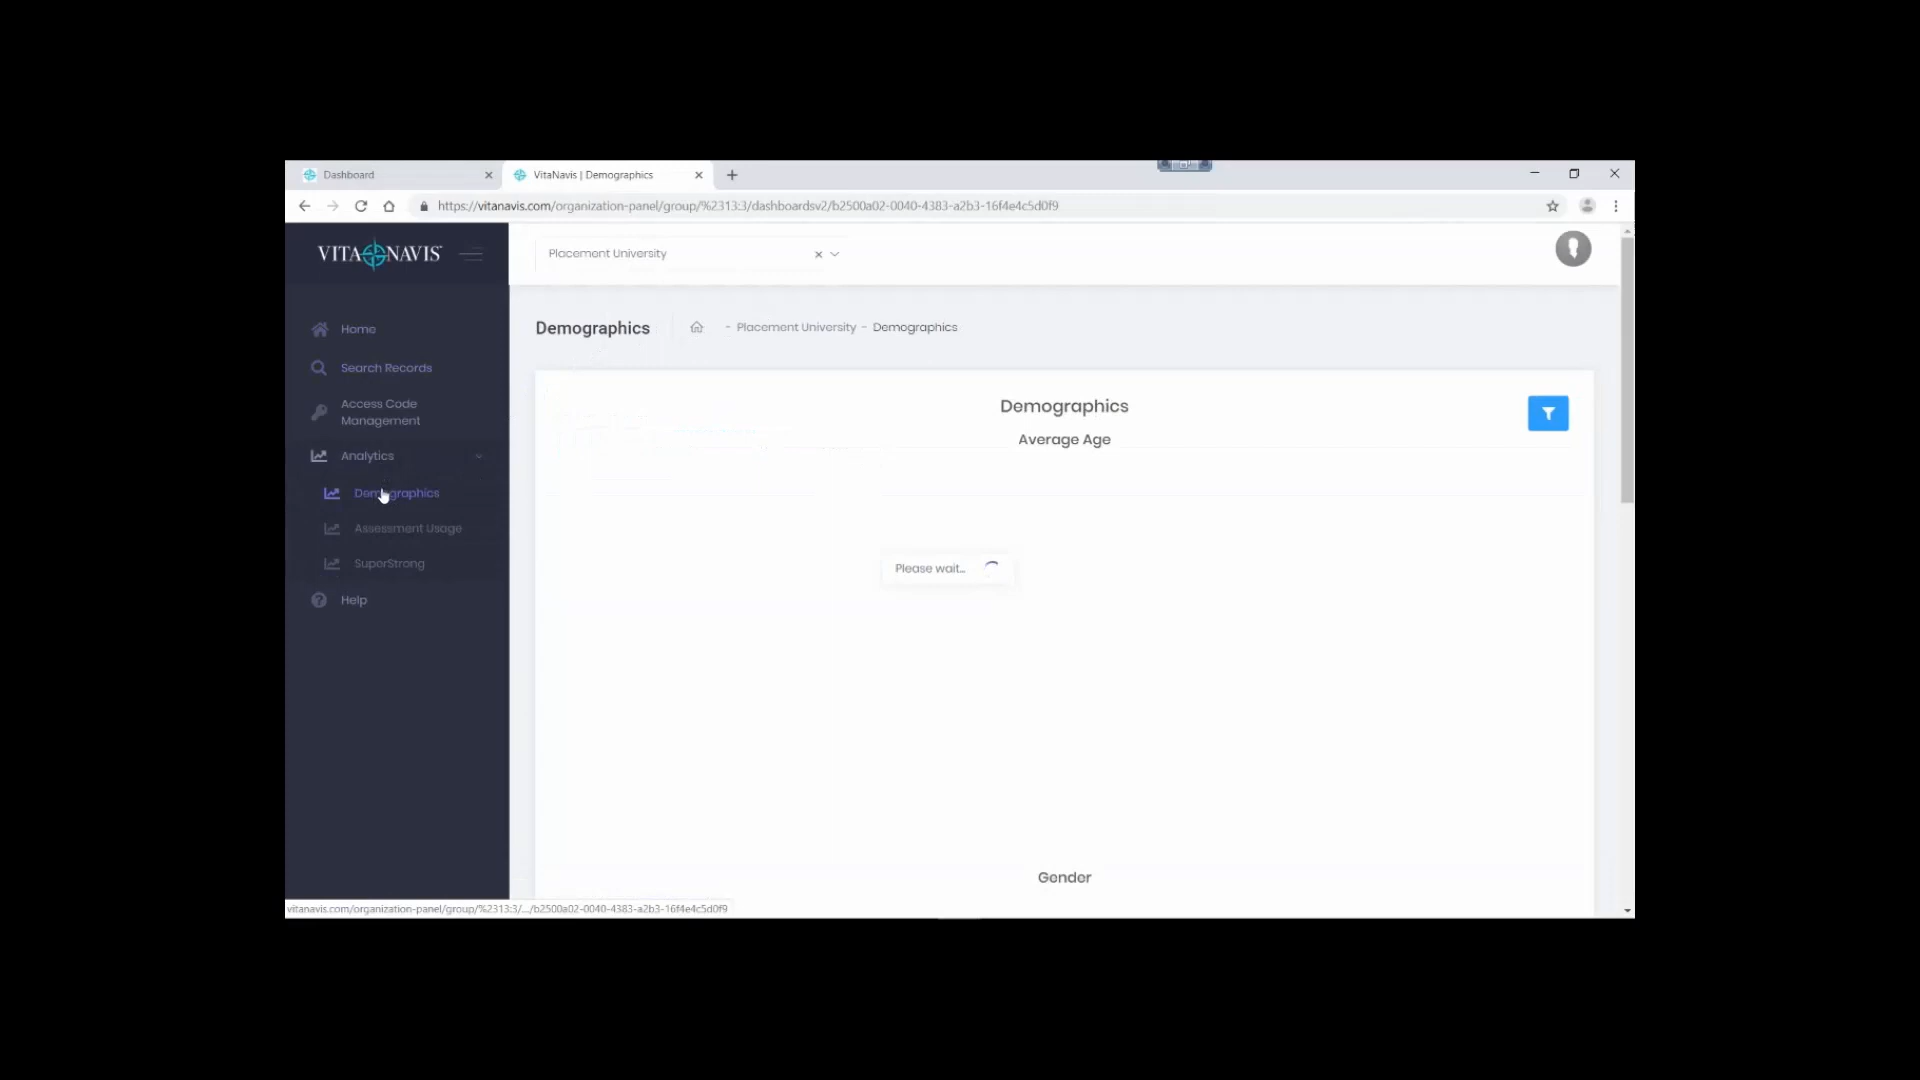 Dashboard
VitaNavis | Demographics
https://vitanavis.com/organization-panel/group/%2313:3/dashboardsv2/b2500a02-0040-4383-a2b3-16f4e4c5d0f9
VITA NAVIS
Placement University
Home
Search Records
Access Code
Management
Analytics
Demographics
Assessment Usage
SuperStrong
Help
Demographics
- Placement University - Demographics
Demographics
Average Age
Please wait...
Gender
vitanavis.com/organization-panel/group/%2313:3/.../b2500a02-0040-4383-a2b3-16f4e4c5d0f9